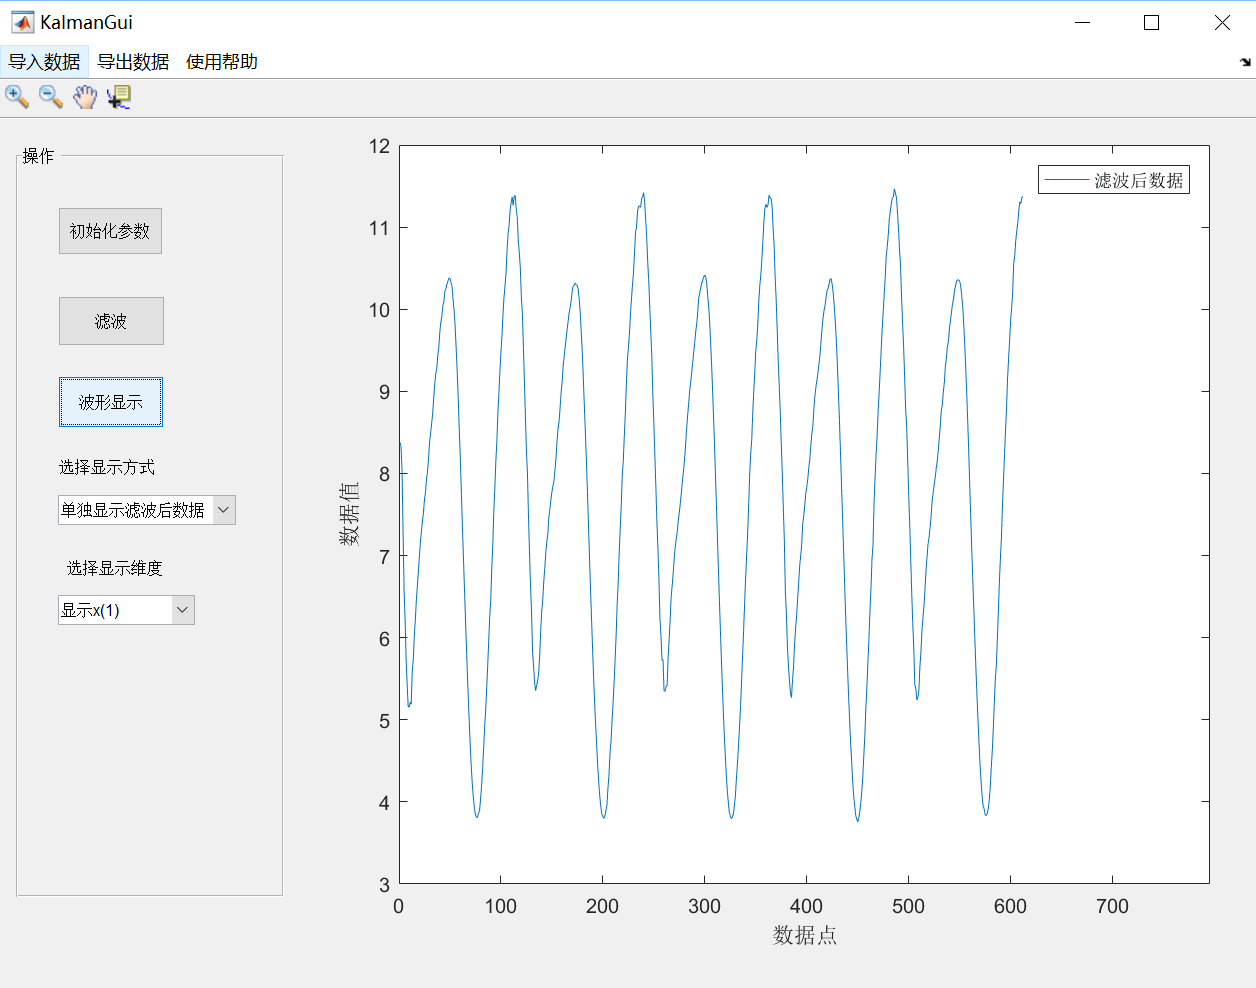 KalmanGui
导入数据 导出数据 使用帮助
操作
初始化参数
滤波
波形显示
选择显示方式
单独显示滤波后数据
选择显示维度
显示x(1)
滤波后数据
12
11
10
9
8
7
6
5
4
3
数据值
0 100 200 300 400 500 600 700
数据点